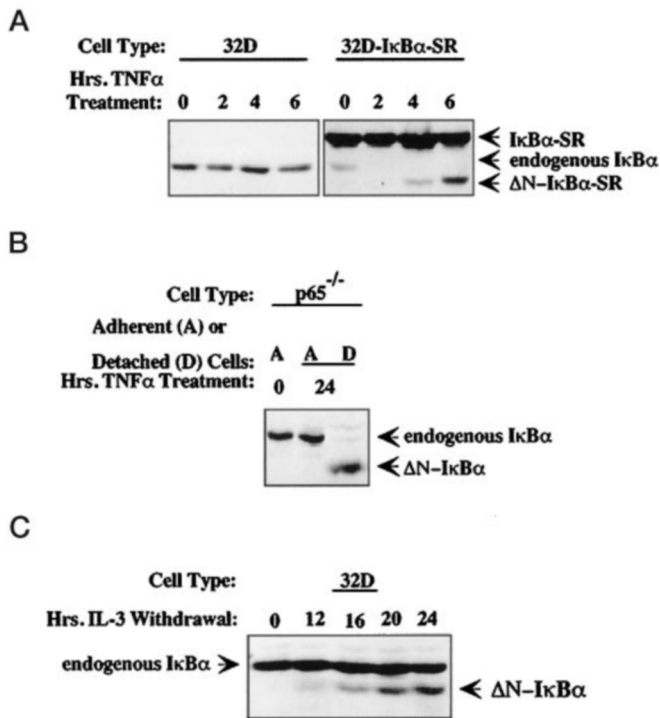 A
Cell Type: 32D 32D-IκBα-SR
Hrs. TNFα
Treatment: 0 2 4 6 0 2 4 6
IκBα-SR
endogenous IκBα
ΔN-IκBα-SR
B
Cell Type: p65-/-
Adherent (A) or
Detached (D) Cells: A A D
Hrs. TNFα Treatment: 0 24
endogenous IκBα
ΔN-IκBα
C
Cell Type: 32D
Hrs. IL-3 Withdrawal: 0 12 16 20 24
endogenous IκBα
ΔN-IκBα